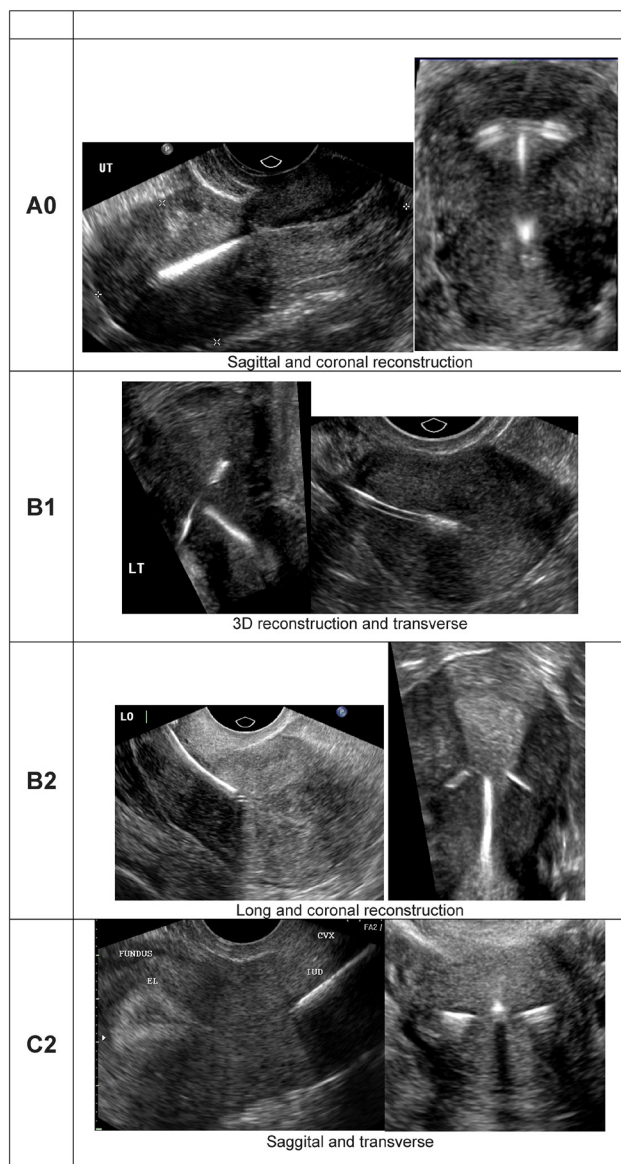 A0
UT
P
Sagittal and coronal reconstruction
B1
LT
3D reconstruction and transverse
B2
LO
P
Long and coronal reconstruction
C2
FUNDUS
EL
CVX
IUD
FA2 /
Saggital and transverse